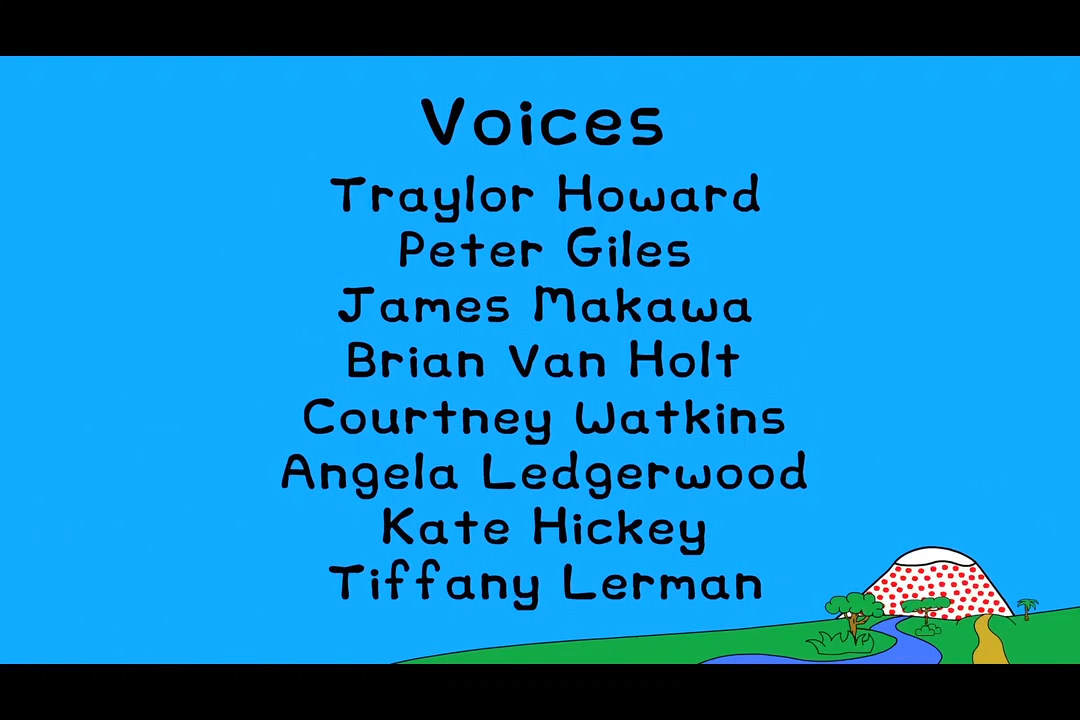 Voices
Traylor Howard
Peter Giles
James Makawa
Brian Van Holt
Courtney Watkins
Angela Ledgerwood
Kate Hickey
Tiffany Lerman